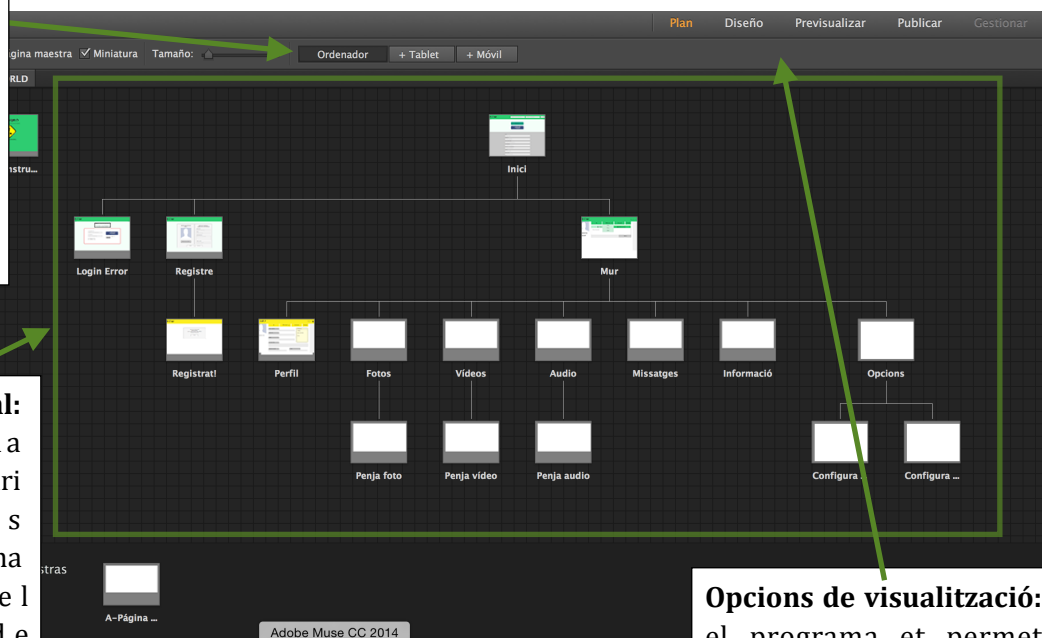 Plan Diseño Previsualizar Publicar Gestionar
maestra Miniatura Tamaño: Ordenador + Tablet + Móvil
Inici
Login Error Registre Mur
Registrat! Perfil Fotos Vídeos Audio Missatges Informació Opcions
Penja foto Penja vídeo Penja audio Configura ... Configura ...
A-Página ...
Adobe Muse CC 2014
Opcions de visualització:
el programa et permet